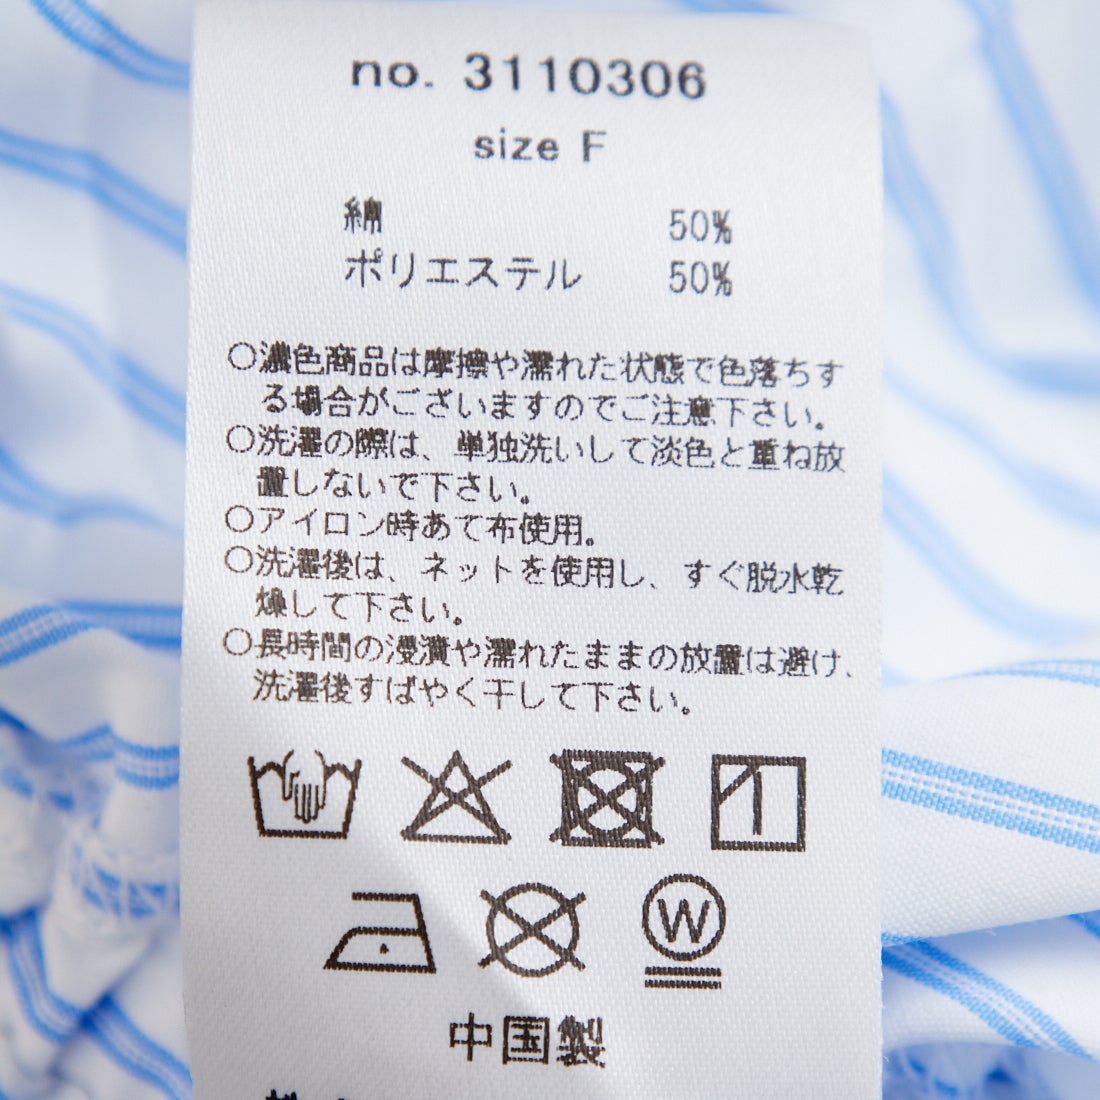 no. 3110306
size F
綿 50%
ポリエステル 50%
○濃色商品は摩擦や濡れた状態で色落ちす
る場合がございますのでご注意下さい。
○洗濯の際は、単独洗いして淡色と重ね放
置しないで下さい。
○アイロン時あて布使用。
○洗濯後は、ネットを使用し、すぐ脱水乾
燥して下さい。
○長時間の浸漬や濡れたままの放置は避け、
洗濯後すばやく干して下さい。
W
中国製